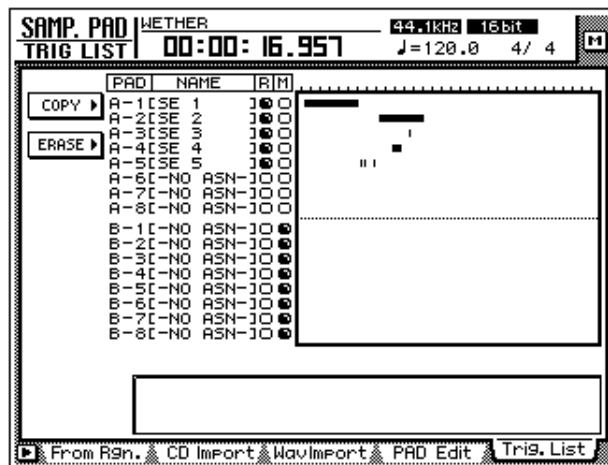 SAMP. PAD WETHER 44.1kHz 16bit M
TRIG LIST 00:00: 16.957 ♩=120.0 4/ 4
PAD NAME R M
COPY
ERASE
A-1[SE 1 ]
A-2[SE 2 ]
A-3[SE 3 ]
A-4[SE 4 ]
A-5[SE 5 ]
A-6[-NO ASN-]
A-7[-NO ASN-]
A-8[-NO ASN-]
B-1[-NO ASN-]
B-2[-NO ASN-]
B-3[-NO ASN-]
B-4[-NO ASN-]
B-5[-NO ASN-]
B-6[-NO ASN-]
B-7[-NO ASN-]
B-8[-NO ASN-]
From Rgn. CD Import WavImport PAD Edit Trig. List